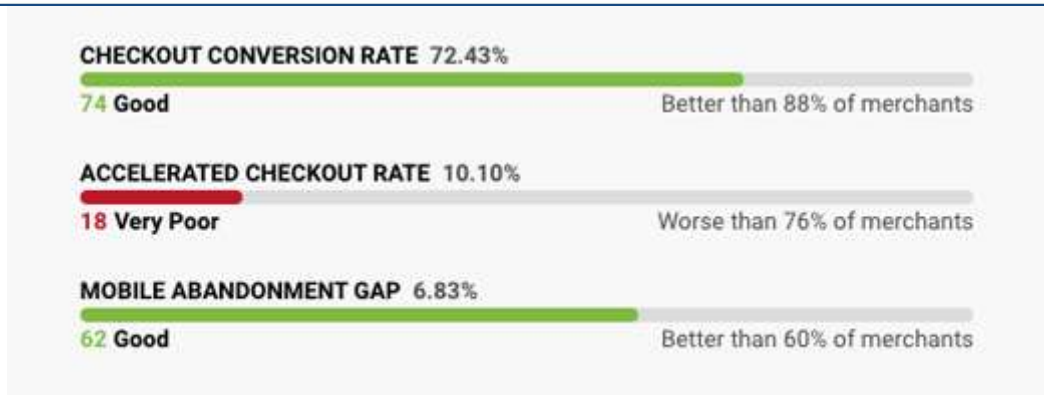 CHECKOUT CONVERSION RATE 72.43%
74 Good Better than 88% of merchants
ACCELERATED CHECKOUT RATE 10.10%
18 Very Poor Worse than 76% of merchants
MOBILE ABANDONMENT GAP 6.83%
62 Good Better than 60% of merchants